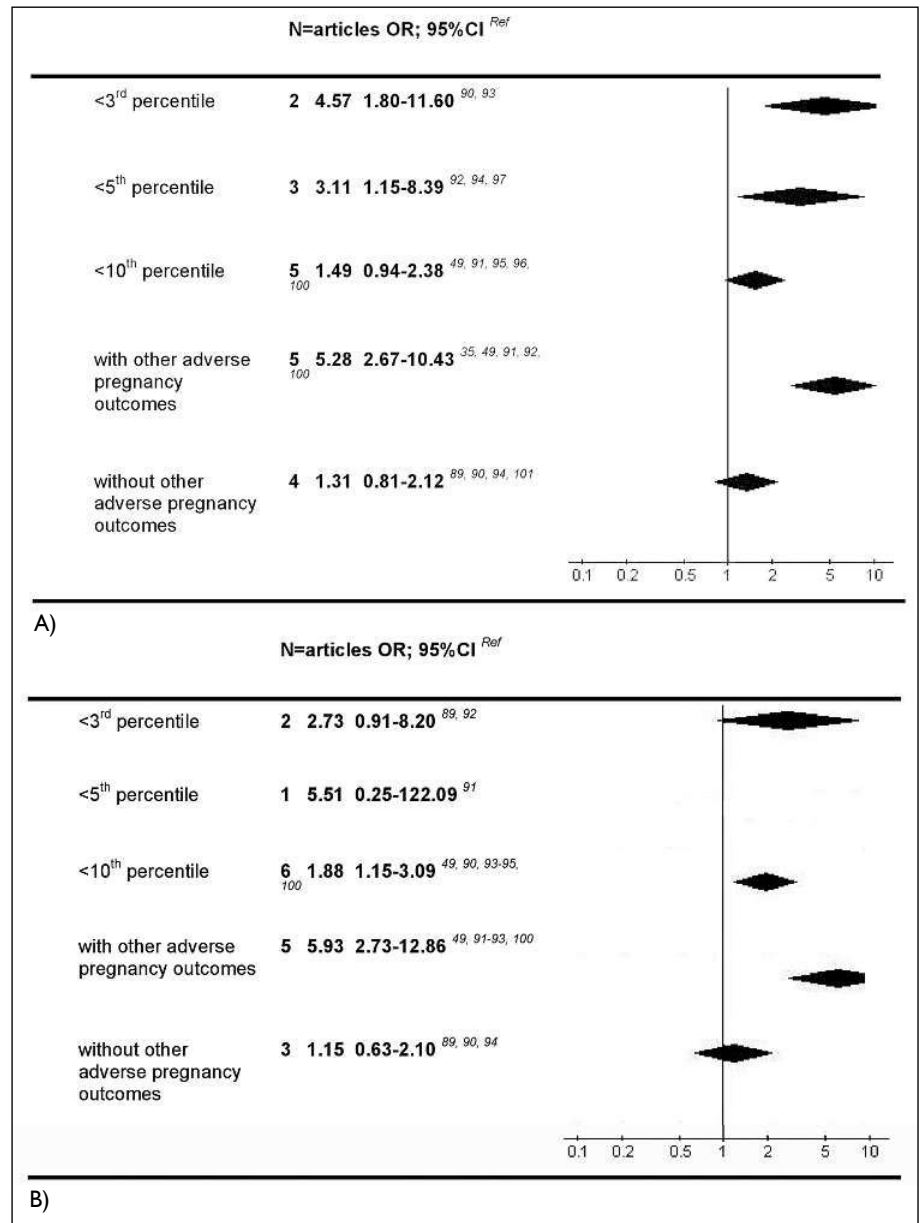 N=articles OR; 95%CI Ref
<3rd percentile 2 4.57 1.80-11.60 90, 93
<5th percentile 3 3.11 1.15-8.39 92, 94, 97
<10th percentile 5 1.49 0.94-2.38 49, 91, 95, 96,
100
with other adverse 5 5.28 2.67-10.43 35, 49, 91, 92,
pregnancy 100
outcomes
without other 4 1.31 0.81-2.12 89, 90, 94, 101
adverse pregnancy
outcomes
0.1 0.2 0.5 1 2 5 10
A)
N=articles OR; 95%CI Ref
<3rd percentile 2 2.73 0.91-8.20 89, 92
<5th percentile 1 5.51 0.25-122.09 91
<10th percentile 6 1.88 1.15-3.09 49, 90, 93-95,
100
with other adverse 5 5.93 2.73-12.86 49, 91-93, 100
pregnancy outcomes
without other 3 1.15 0.63-2.10 89, 90, 94
adverse pregnancy
outcomes
0.1 0.2 0.5 1 2 5 10
B)